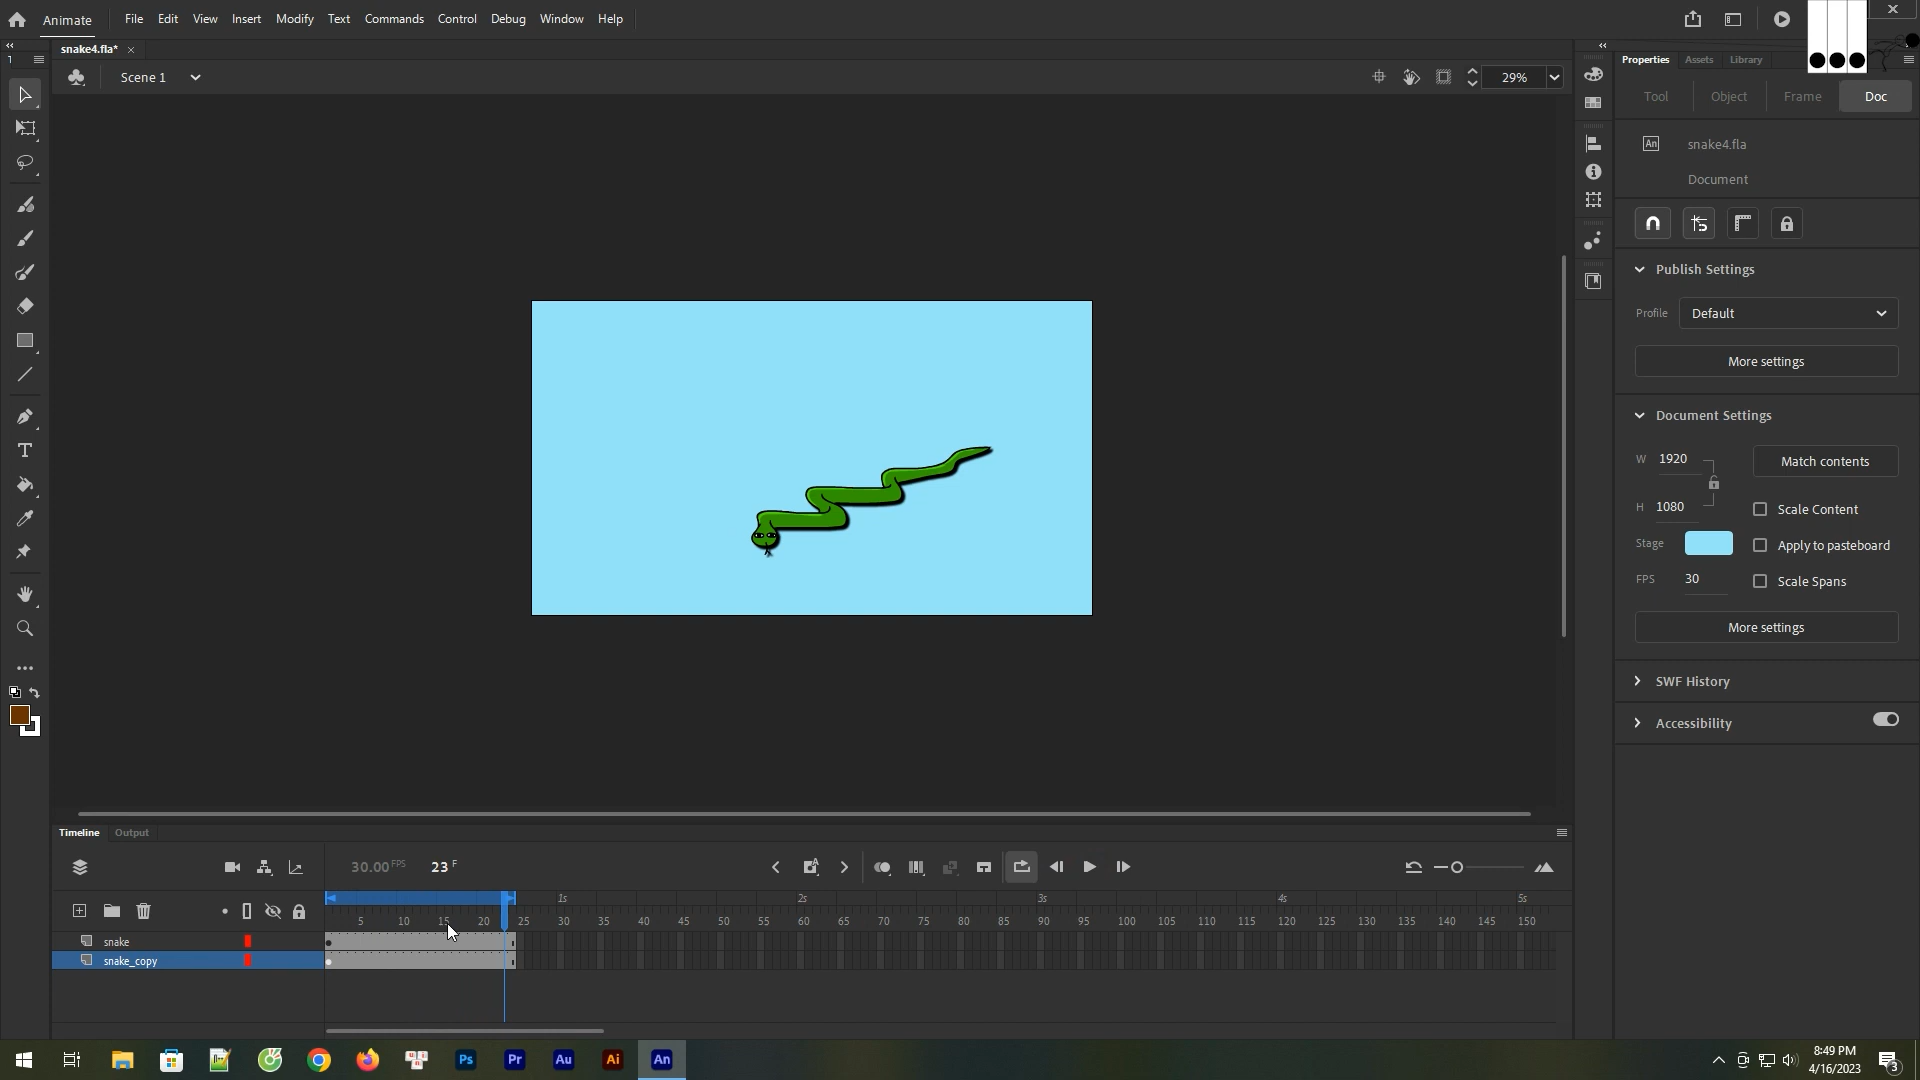 Animate File Edit View Insert Modify Text Commands Control Debug Window Help
snake4.fla*
Scene 1 29%
Properties Assets Library
Tool Object Frame Doc
An snake4.fla
Document
Publish Settings
Profile Default
More settings
Document Settings
W 1920 Match contents
H 1080 Scale Content
Stage Apply to pasteboard
FPS 30 Scale Spans
More settings
SWF History
Accessibility
Timeline Output
30.00 FPS 23 F
1s 2s 3s 4s 5s
5 10 15 20 25 30 35 40 45 50 55 60 65 70 75 80 85 90 95 100 105 110 115 120 125 130 135 140 145 150
snake
snake_copy
Ps Pr Au Ai An
8:49 PM
4/16/2023
3